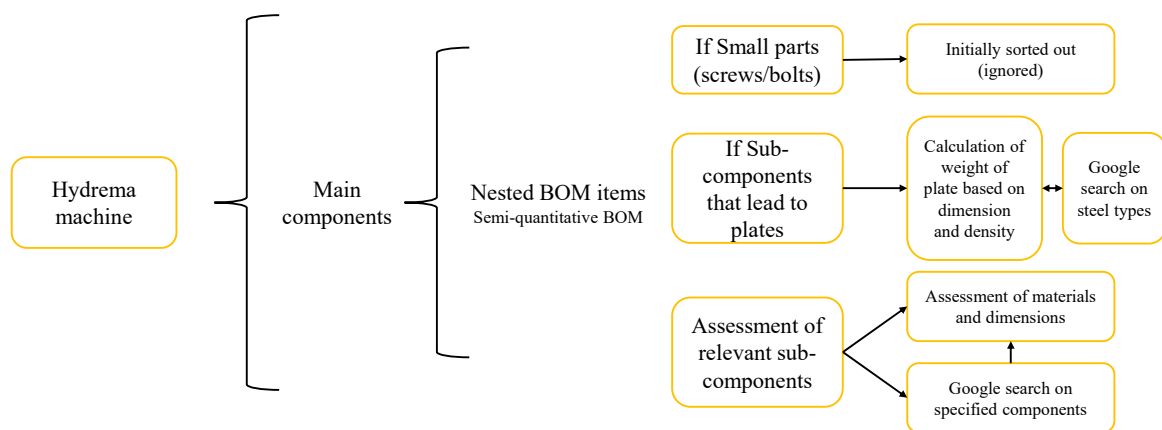 Hydrema
machine
Main
components
Nested BOM items
Semi-quantitative BOM
If Small parts
(screws/bolts)
Initially sorted out
(ignored)
If Sub-
components
that lead to
plates
Calculation of
weight of
plate based on
dimension
and density
Google
search on
steel types
Assessment of
relevant sub-
components
Assessment of materials
and dimensions
Google search on
specified components